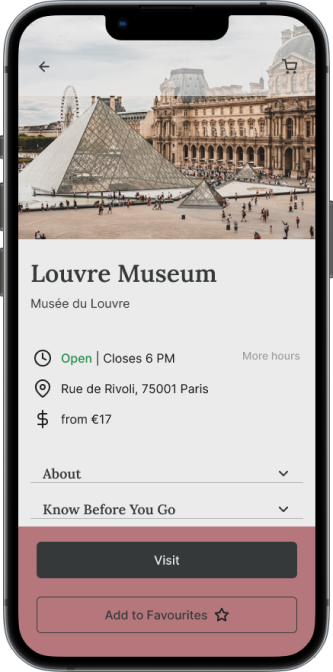 Louvre Museum
Musée du Louvre
Open | Closes 6 PM More hours
Rue de Rivoli, 75001 Paris
from €17
About
Know Before You Go
Visit
Add to Favourites